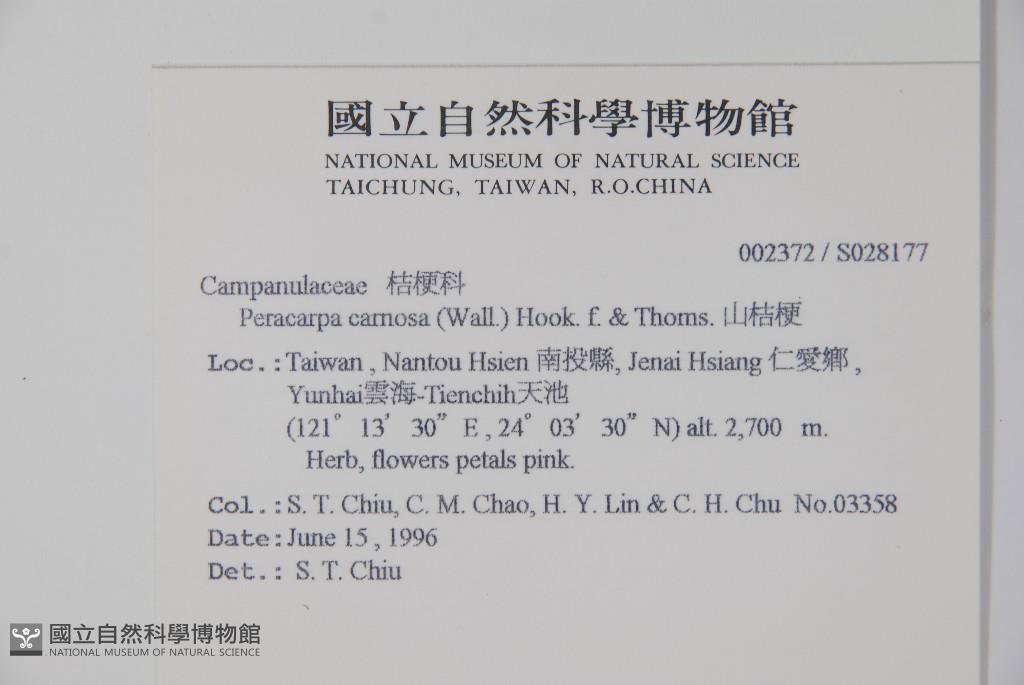 國立自然科學博物館
NATIONAL MUSEUM OF NATURAL SCIENCE
TAICHUNG, TAIWAN, R.O.CHINA
002372 / S028177
Campanulaceae 桔梗科
Peracarpa carnosa (Wall.) Hook. f. & Thoms. 山桔梗
Loc.: Taiwan , Nantou Hsien 南投縣, Jenai Hsiang 仁愛鄉 ,
Yunhai雲海-Tienchih天池
(121° 13’ 30” E , 24° 03’ 30” N) alt. 2,700 m.
Herb, flowers petals pink.
Col.: S. T. Chiu, C. M. Chao, H. Y. Lin & C. H. Chu No.03358
Date: June 15 , 1996
Det.: S. T. Chiu
國立自然科學博物館
NATIONAL MUSEUM OF NATURAL SCIENCE